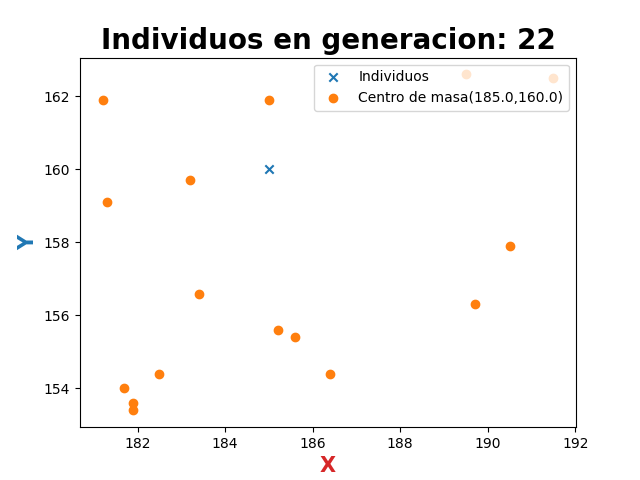 Individuos en generacion: 22
Individuos
Centro de masa(185.0,160.0)
Y
162
160
158
156
154
182 184 186 188 190 192
X